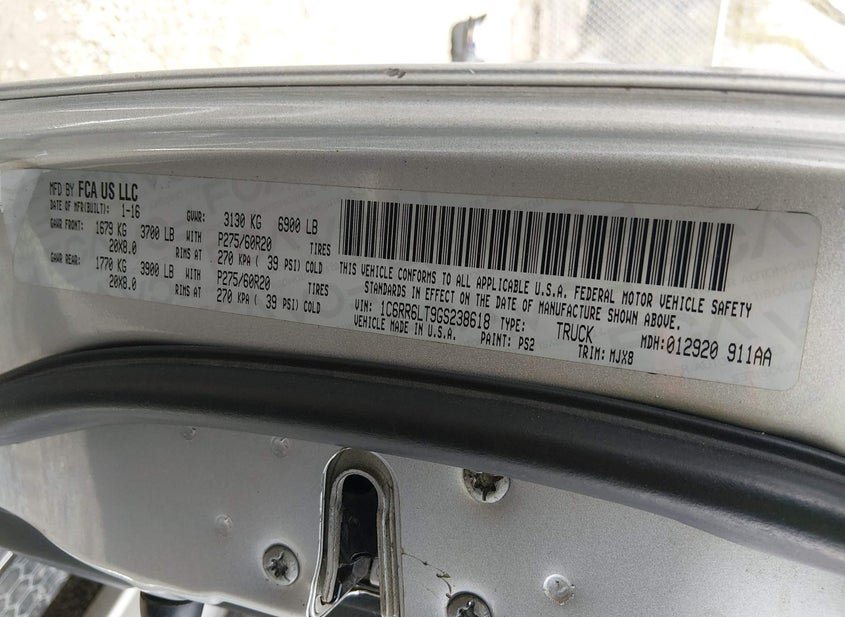 MFD BY FCA US LLC
DATE OF MFR(BUILT): 1-16 GVWR: 3130 KG 6900 LB
GAWR FRONT: 1679 KG 3700 LB WITH P275/60R20 TIRES
20X8.0 RIMS AT 270 KPA ( 39 PSI) COLD
GAWR REAR: 1770 KG 3900 LB WITH P275/60R20 TIRES
20X8.0 RIMS AT 270 KPA ( 39 PSI) COLD
THIS VEHICLE CONFORMS TO ALL APPLICABLE U.S.A. FEDERAL MOTOR VEHICLE SAFETY
STANDARDS IN EFFECT ON THE DATE OF MANUFACTURE SHOWN ABOVE.
VIN: 1C6RR6LT9GS238618 TYPE: TRUCK MDH:012920 911AA
VEHICLE MADE IN U.S.A. PAINT: PS2 TRIM: MJX8